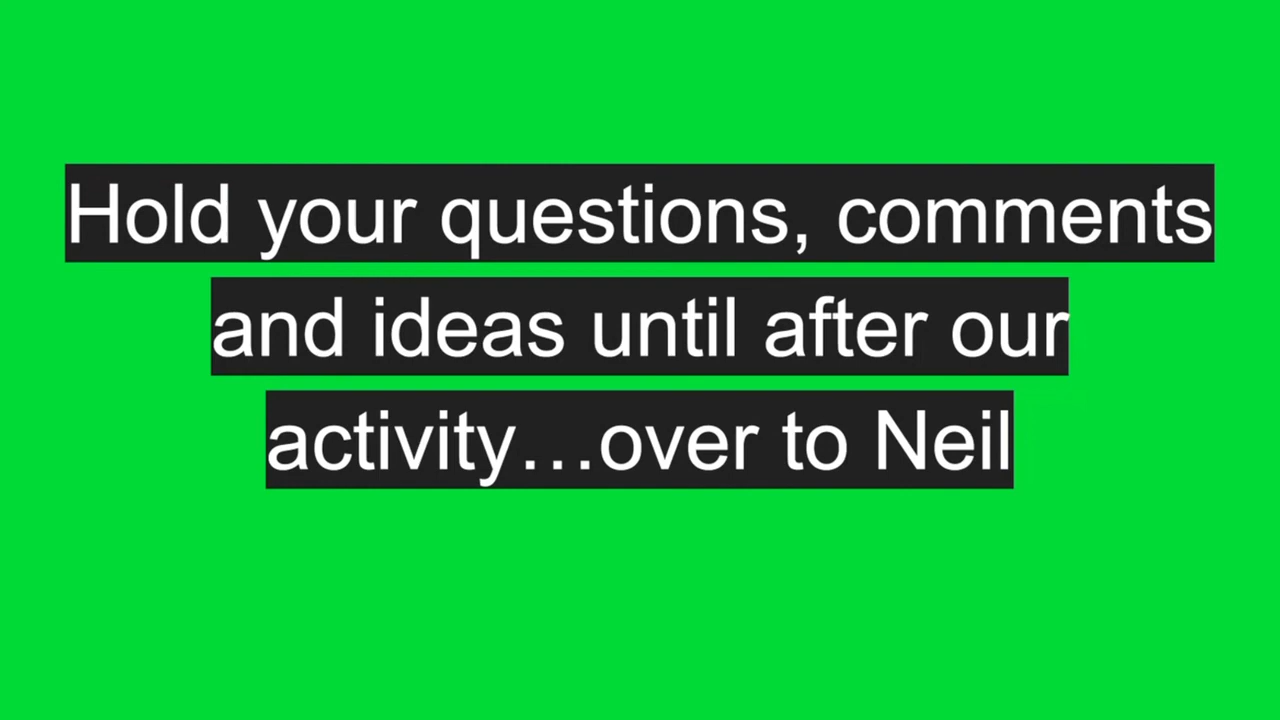 Hold your questions, comments
and ideas until after our
activity…over to Neil